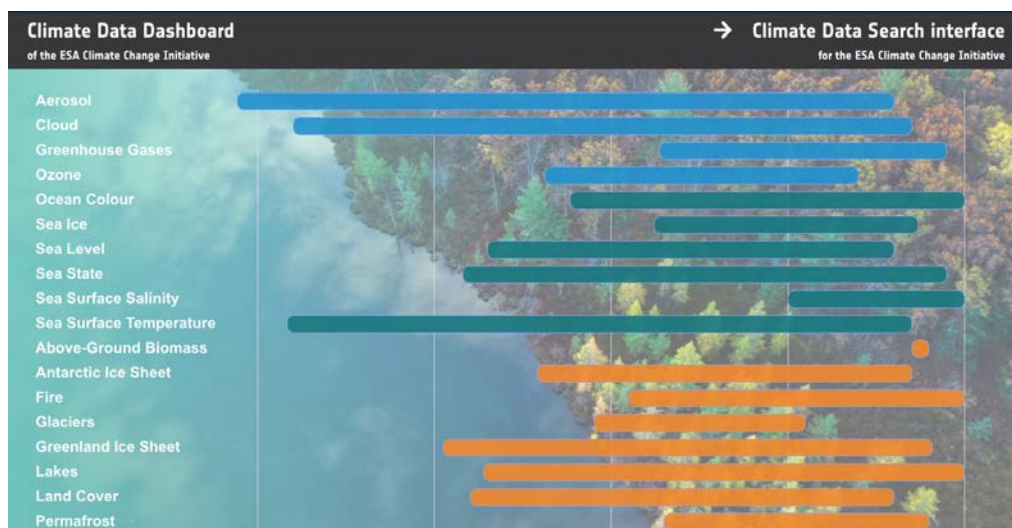 Climate Data Dashboard
of the ESA Climate Change Initiative
→ Climate Data Search interface
for the ESA Climate Change Initiative
Aerosol
Cloud
Greenhouse Gases
Ozone
Ocean Colour
Sea Ice
Sea Level
Sea State
Sea Surface Salinity
Sea Surface Temperature
Above-Ground Biomass
Antarctic Ice Sheet
Fire
Glaciers
Greenland Ice Sheet
Lakes
Land Cover
Permafrost